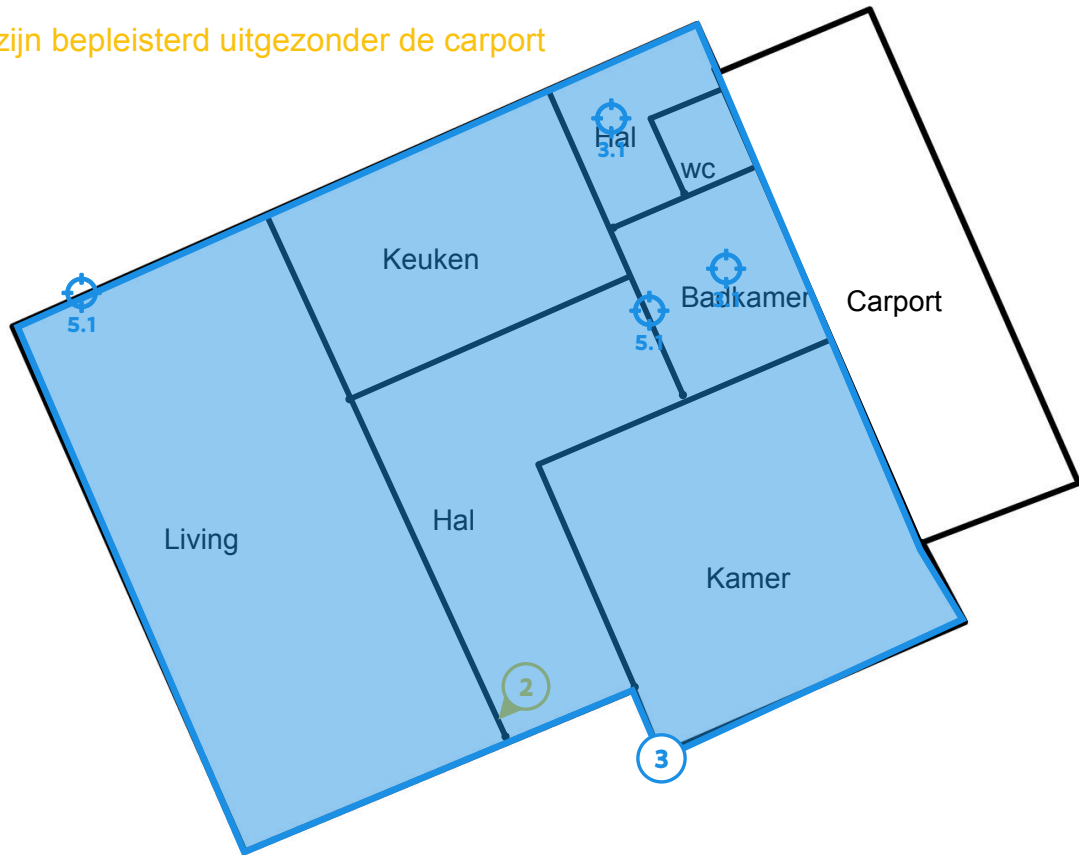 zijn bepleisterd uitgezonder de carport
Hal
3.1
wc
Keuken
5.1
Badkamer
5.1
Carport
Living
Hal
Kamer
2
3